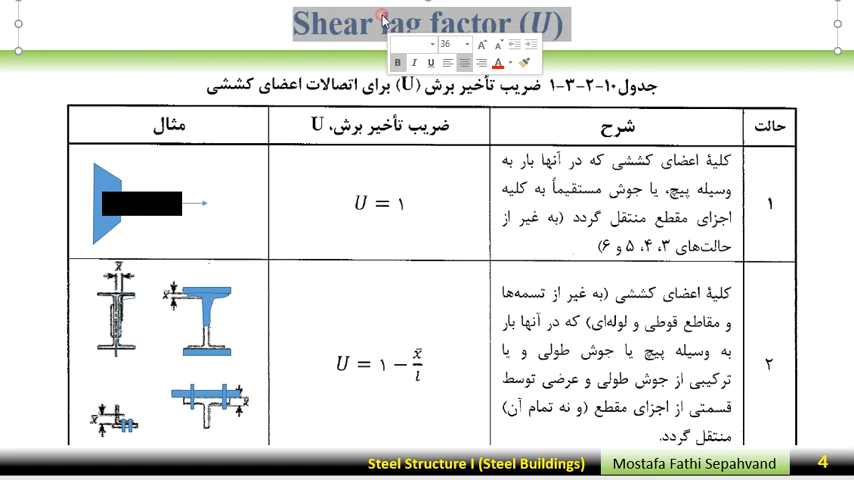 Shear lag factor (U)
36
B I U A
جدول۱۰-۲-۳-۱ ضریب تأخیر برش (U) برای اتصالات اعضای کششی
حالت
شرح
ضریب تأخیر برش، U
مثال
۱
کلیهٔ اعضای کششی که در آنها بار به
وسیله پیچ، یا جوش مستقیماً به کلیه
اجزای مقطع منتقل گردد (به غیر از
حالت‌های ۳، ۴، ۵ و ۶)
U = ۱
۲
کلیهٔ اعضای کششی (به غیر از تسمه‌ها
و مقاطع قوطی و لوله‌ای) که در آنها بار
به وسیله پیچ یا جوش طولی و یا
ترکیبی از جوش طولی و عرضی توسط
قسمتی از اجزای مقطع (و نه تمام آن)
منتقل گردد.
U = ۱ − x̄/l
x̄
x̄
x̄
x̄
Steel Structure I (Steel Buildings)
Mostafa Fathi Sepahvand
4